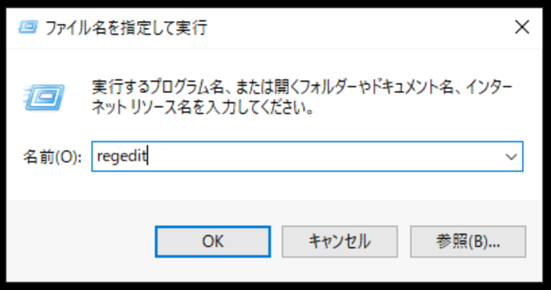 ファイル名を指定して実行
実行するプログラム名、または開くフォルダーやドキュメント名、インター
ネット リソース名を入力してください。
名前(O): regedit
OK キャンセル 参照(B)...